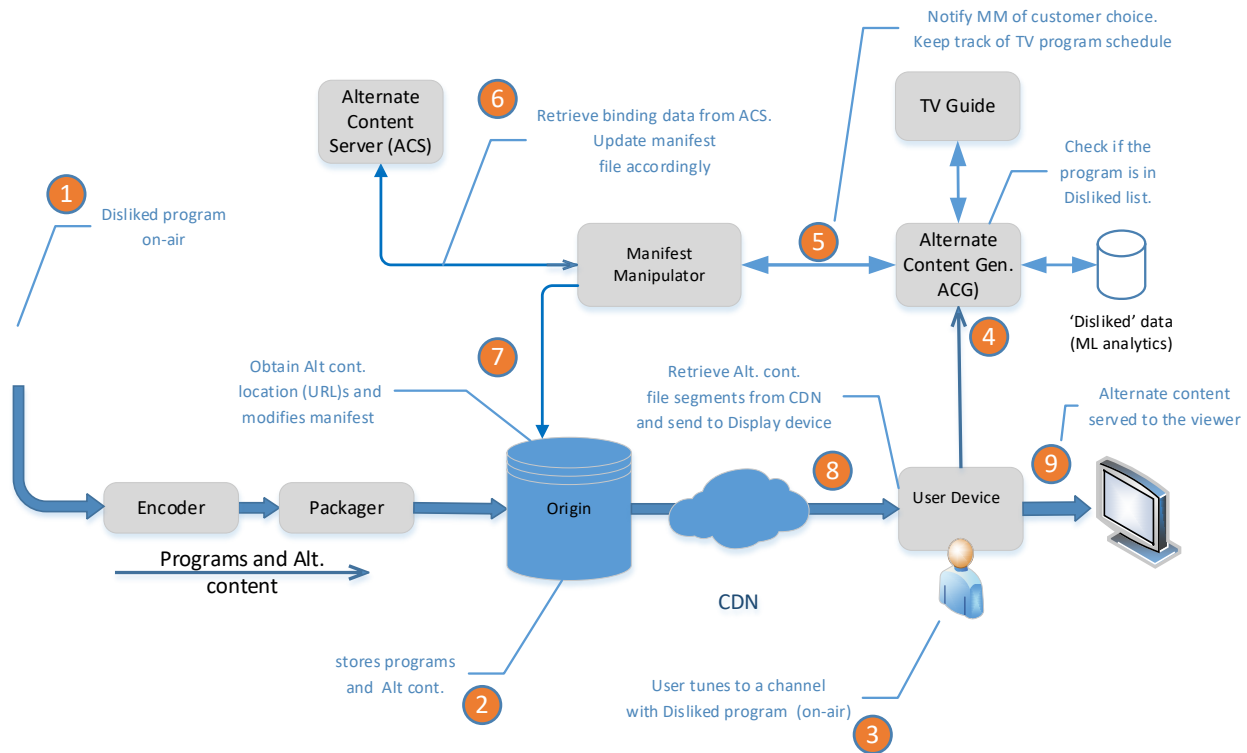 Notify MM of customer choice.
Keep track of TV program schedule
6
Alternate
Content
Server (ACS)
Retrieve binding data from ACS.
Update manifest
file accordingly
TV Guide
Check if the
program is in
Disliked list.
1
Disliked program
on-air
Manifest
Manipulator
5
Alternate
Content Gen.
ACG)
'Disliked' data
(ML analytics)
4
7
Obtain Alt cont.
location (URL)s and
modifies manifest
Retrieve Alt. cont.
file segments from CDN
and send to Display device
Alternate content
served to the viewer
9
8
Encoder
Packager
Origin
User Device
Programs and Alt.
content
CDN
stores programs
and Alt cont.
2
User tunes to a channel
with Disliked program (on-air)
3